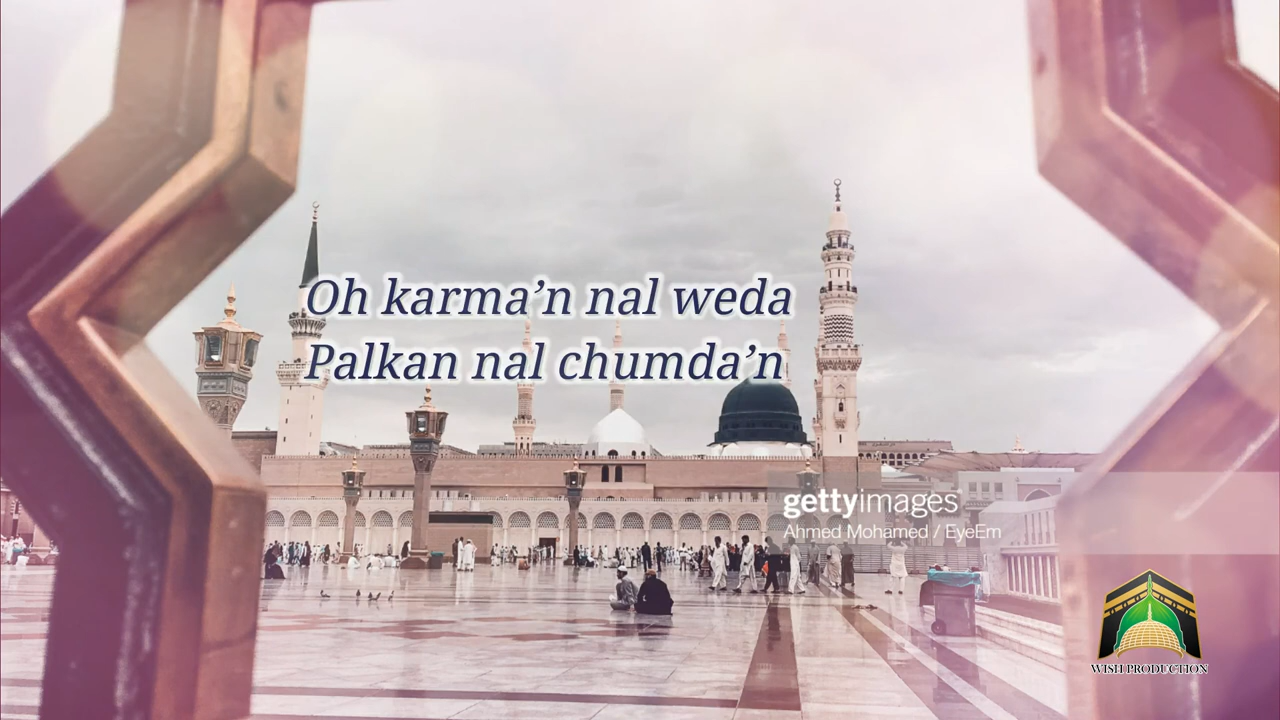 Oh karma’n nal weda
Palkan nal chumda’n
gettyimages
Ahmed Mohamed / EyeEm
WISH PRODUCTION